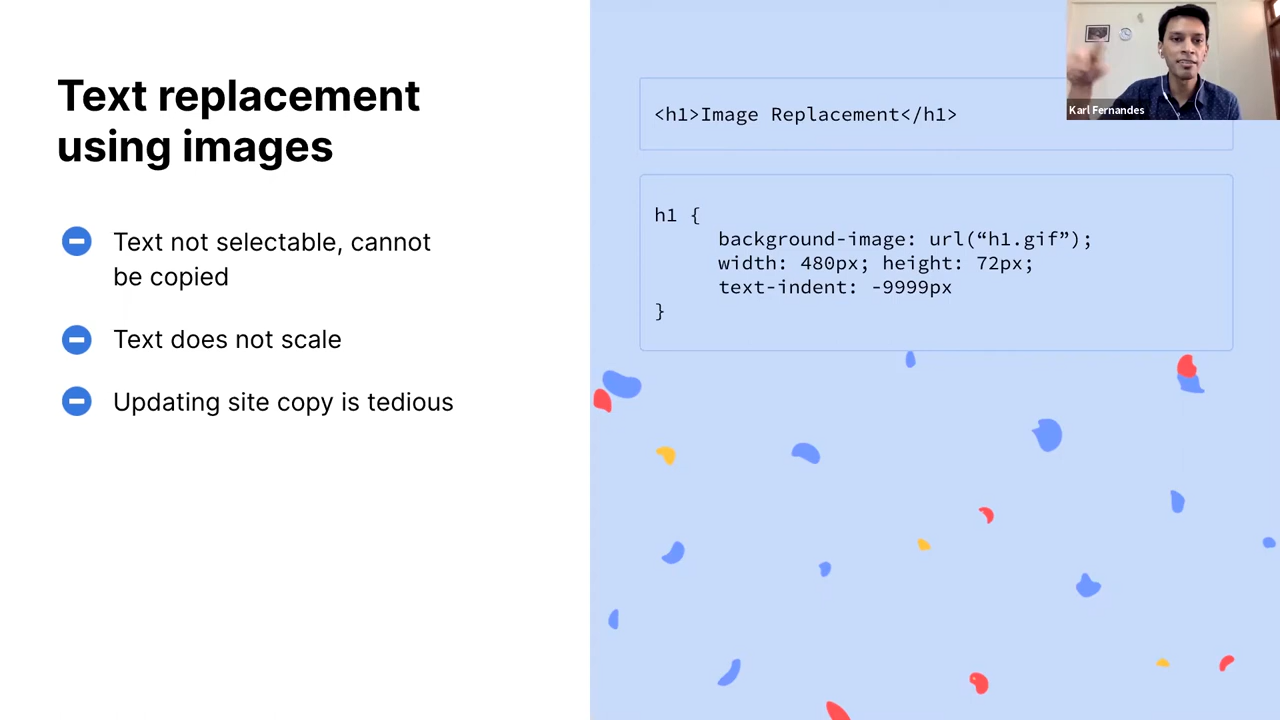 Text replacement
using images
Text not selectable, cannot
be copied
Text does not scale
Updating site copy is tedious
<h1>Image Replacement</h1>
h1 {
background-image: url(“h1.gif”);
width: 480px; height: 72px;
text-indent: -9999px
}
Karl Fernandes